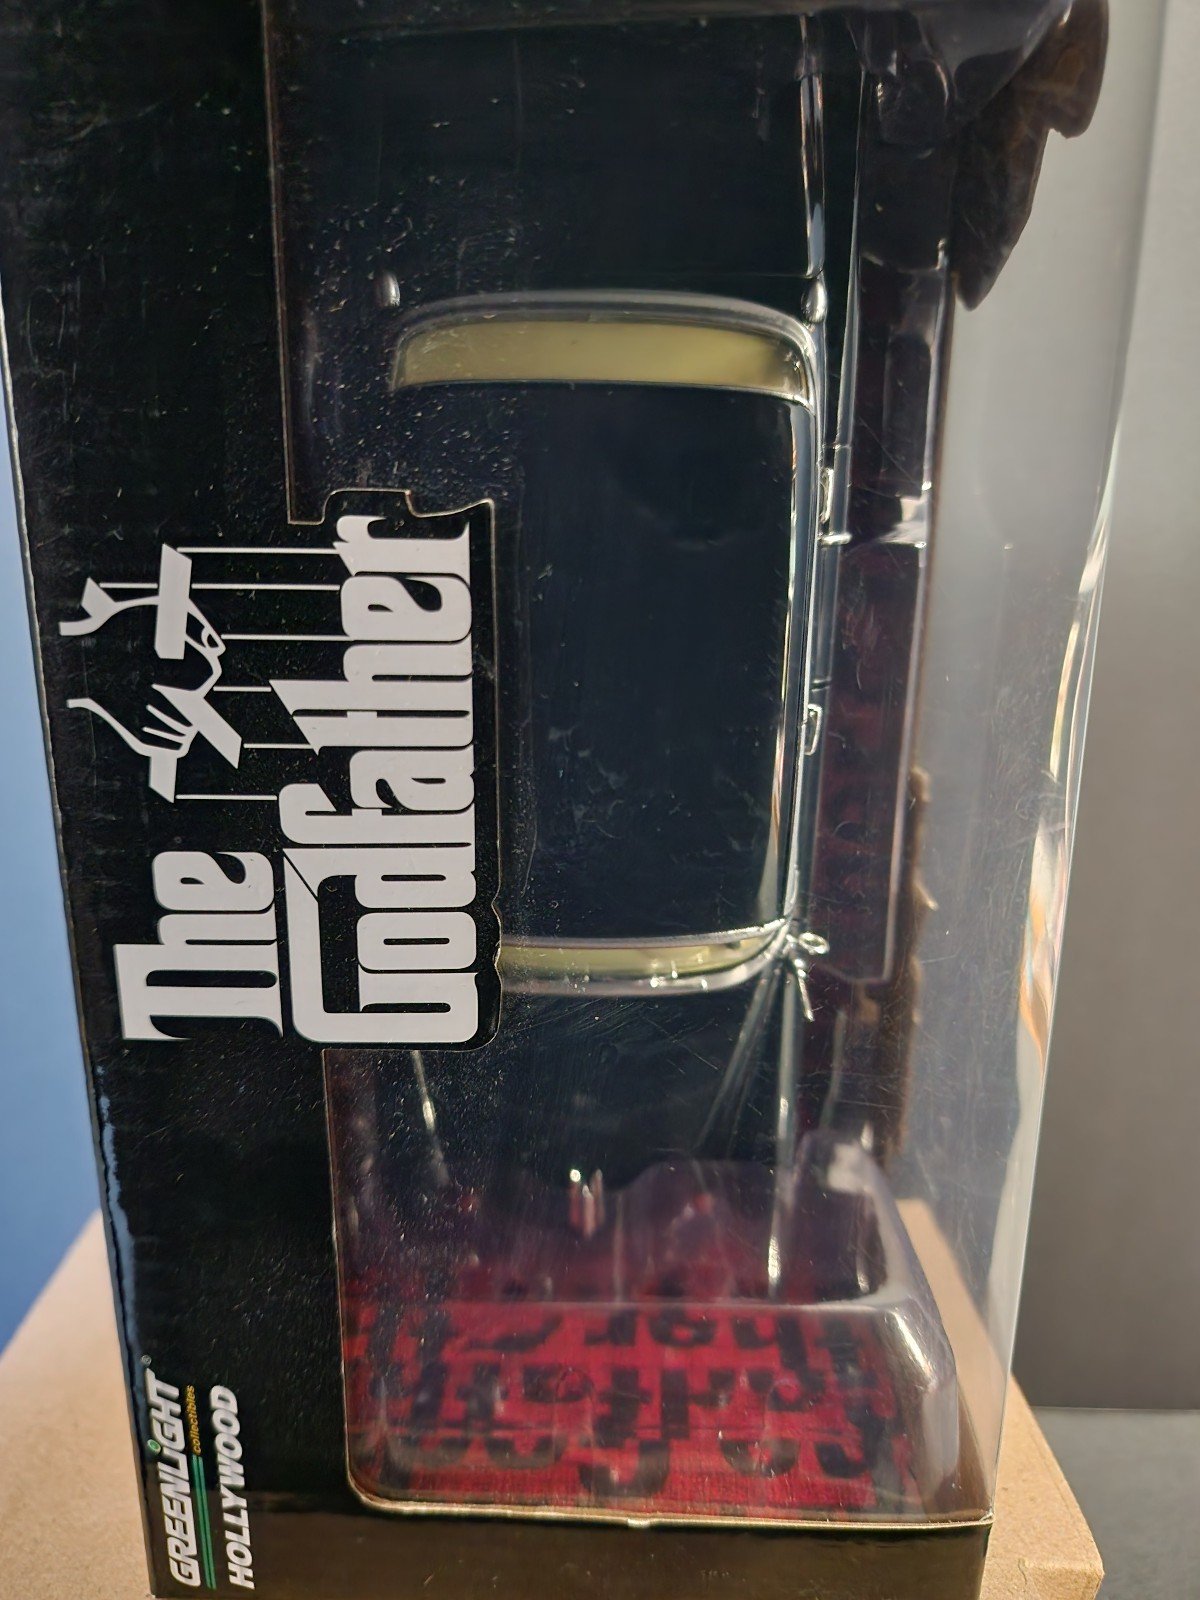 The
Godfather
GREENLIGHT®
collectibles
HOLLYWOOD